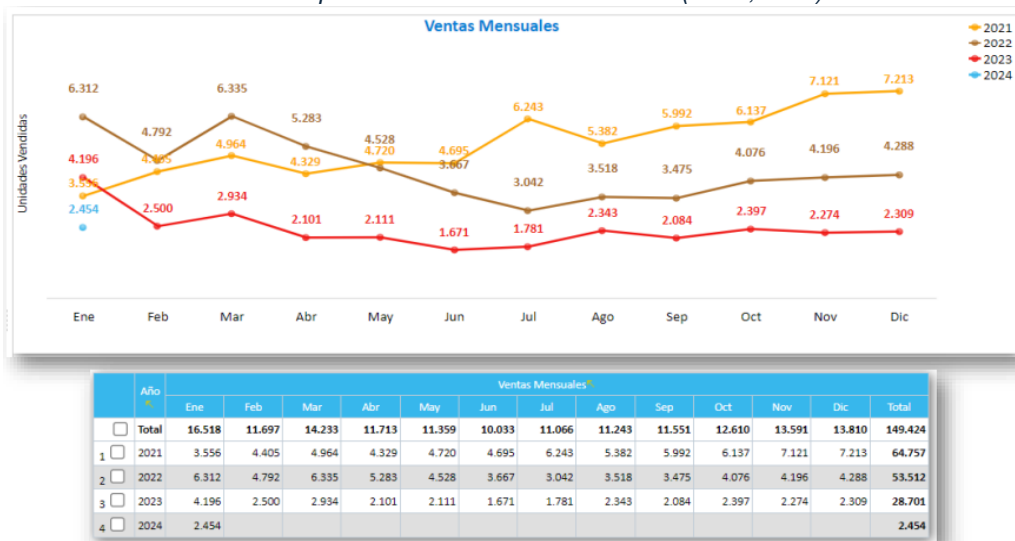 Ventas Mensuales
2021
2022
2023
2024
Unidades Vendidas
7.121 7.213
6.312 6.335 6.243
5.283 5.382 5.992 6.137
4.792 4.964 4.528
4.196 4.329 4.720 4.695 4.076 4.196 4.288
3.667 3.518 3.475
3.042
2.454 2.500 2.934
2.101 2.111 2.343 2.084 2.397 2.274 2.309
1.671 1.781
Ene Feb Mar Abr May Jun Jul Ago Sep Oct Nov Dic
Año Ventas Mensuales
Ene Feb Mar Abr May Jun Jul Ago Sep Oct Nov Dic Total
Total 16.518 11.697 14.233 11.713 11.359 10.033 11.066 11.243 11.551 12.610 13.591 13.810 149.424
1 2021 3.556 4.405 4.964 4.329 4.720 4.695 6.243 5.382 5.992 6.137 7.121 7.213 64.757
2 2022 6.312 4.792 6.335 5.283 4.528 3.667 3.042 3.518 3.475 4.076 4.196 4.288 53.512
3 2023 4.196 2.500 2.934 2.101 2.111 1.671 1.781 2.343 2.084 2.397 2.274 2.309 28.701
4 2024 2.454 2.454